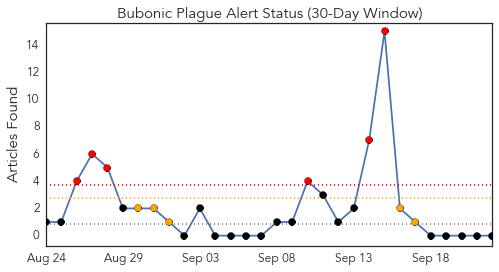 Bubonic Plague Alert Status (30-Day Window)
Articles Found
14
12
10
8
6
4
2
0
Aug 24 Aug 29 Sep 03 Sep 08 Sep 13 Sep 18